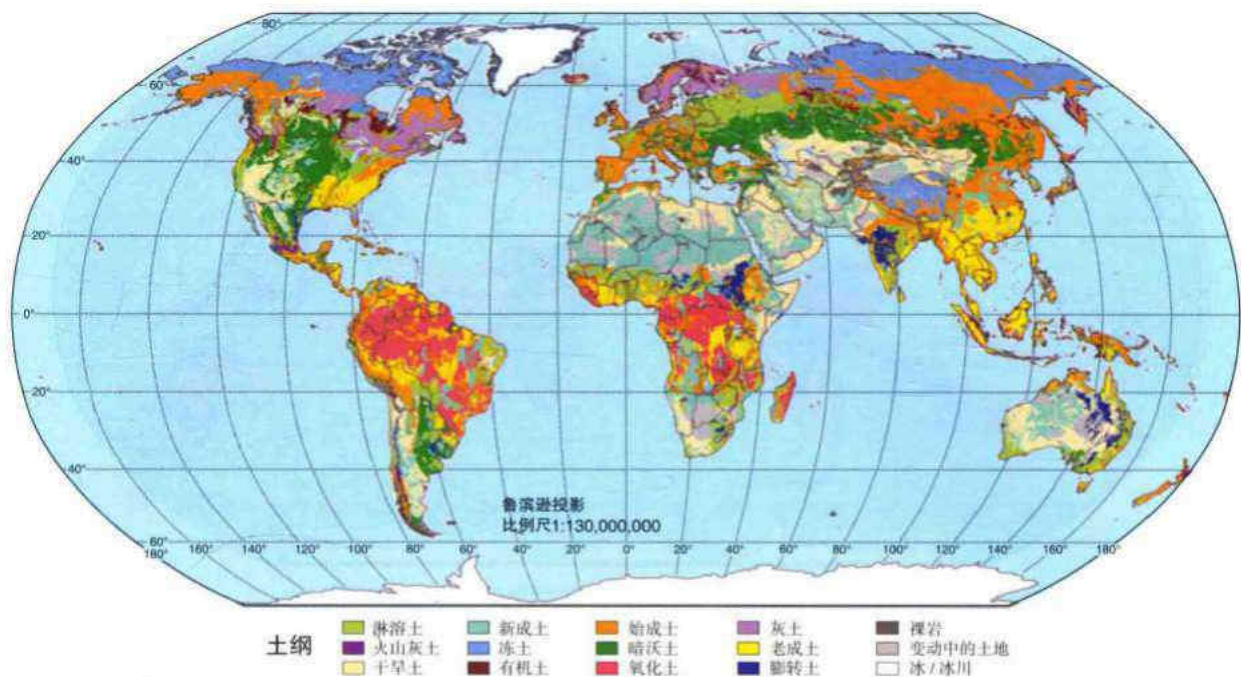 80°
60°
40°
20°
0°
20°
40°
60°
鲁滨逊投影
比例尺1:130,000,000
180° 160° 140° 120° 100° 80° 60° 40° 20° 0° 20° 40° 60° 80° 100° 120° 140° 160° 180°
土纲
淋溶土 新成土 始成土 灰土 裸岩
火山灰土 冻土 暗沃土 老成土 变动中的土地
干旱土 有机土 氧化土 膨转土 冰/冰川